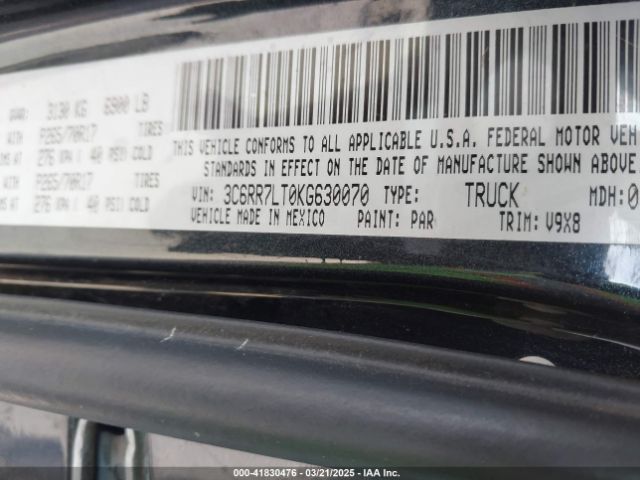 GVWR: 3130 KG 6900 LB
WITH P265/70R17 TIRES
276 KPA/ 40 PSI COLD
WITH P265/70R17 TIRES
276 KPA/ 40 PSI COLD
THIS VEHICLE CONFORMS TO ALL APPLICABLE U.S.A. FEDERAL MOTOR
STANDARDS IN EFFECT ON THE DATE OF MANUFACTURE SHOWN ABOVE.
VIN: 3C6RR7LT0KG630070 TYPE: TRUCK MDH:0
VEHICLE MADE IN MEXICO PAINT: PAR TRIM: V9X8
000-41830476 — 03/21/2025 — IAA Inc.